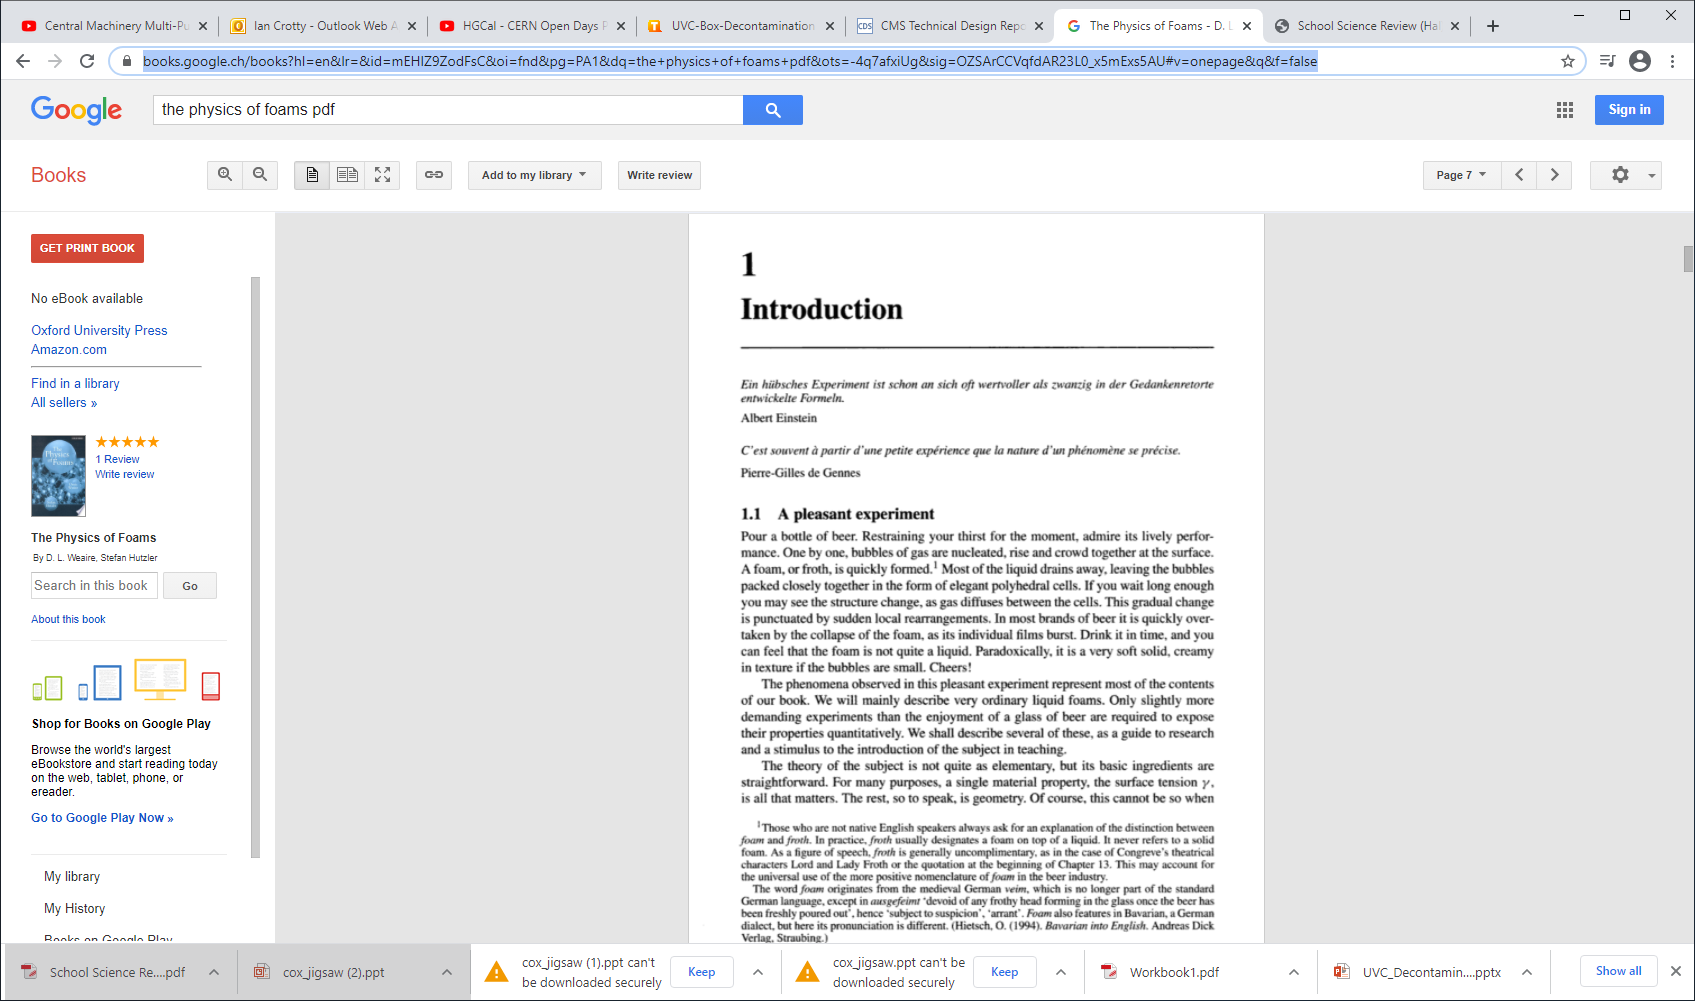 Central Machinery Multi-Pu
Ian Crotty - Outlook Web A
HGCal - CERN Open Days P
UVC-Box-Decontamination
CMS Technical Design Repo
The Physics of Foams - D. L
School Science Review (Hat
books.google.ch/books?hl=en&lr=&id=mEHIZ9ZodFsC&oi=fnd&pg=PA1&dq=the+physics+of+foams+pdf&ots=-4q7afxiUg&sig=OZSArCCVqfdAR23L0_x5mExs5AU#v=onepage&q&f=false
Google
the physics of foams pdf
Sign in
Books
Add to my library
Write review
Page 7
GET PRINT BOOK
No eBook available
Oxford University Press
Amazon.com
Find in a library
All sellers »
The Physics of Foams
1 Review
Write review
The Physics of Foams
By D. L. Weaire, Stefan Hutzler
Search in this book
Go
About this book
Shop for Books on Google Play
Browse the world's largest
eBookstore and start reading today
on the web, tablet, phone, or
ereader.
Go to Google Play Now »
My library
My History
Books on Google Play
1
Introduction
Ein hübsches Experiment ist schon an sich oft wertvoller als zwanzig in der Gedankenretorte
entwickelte Formeln.
Albert Einstein
C'est souvent à partir d'une petite expérience que la nature d'un phénomène se précise.
Pierre-Gilles de Gennes
1.1 A pleasant experiment
Pour a bottle of beer. Restraining your thirst for the moment, admire its lively perfor-
mance. One by one, bubbles of gas are nucleated, rise and crowd together at the surface.
A foam, or froth, is quickly formed.1 Most of the liquid drains away, leaving the bubbles
packed closely together in the form of elegant polyhedral cells. If you wait long enough
you may see the structure change, as gas diffuses between the cells. This gradual change
is punctuated by sudden local rearrangements. In most brands of beer it is quickly over-
taken by the collapse of the foam, as its individual films burst. Drink it in time, and you
can feel that the foam is not quite a liquid. Paradoxically, it is a very soft solid, creamy
in texture if the bubbles are small. Cheers!
The phenomena observed in this pleasant experiment represent most of the contents
of our book. We will mainly describe very ordinary liquid foams. Only slightly more
demanding experiments than the enjoyment of a glass of beer are required to expose
their properties quantitatively. We shall describe several of these, as a guide to research
and a stimulus to the introduction of the subject in teaching.
The theory of the subject is not quite as elementary, but its basic ingredients are
straightforward. For many purposes, a single material property, the surface tension γ,
is all that matters. The rest, so to speak, is geometry. Of course, this cannot be so when
1Those who are not native English speakers always ask for an explanation of the distinction between
foam and froth. In practice, froth usually designates a foam on top of a liquid. It never refers to a solid
foam. As a figure of speech, froth is generally uncomplimentary, as in the case of Congreve's theatrical
characters Lord and Lady Froth or the quotation at the beginning of Chapter 13. This may account for
the universal use of the more positive nomenclature of foam in the beer industry.
The word foam originates from the medieval German veim, which is no longer part of the standard
German language, except in ausgefeimt 'devoid of any frothy head forming in the glass once the beer has
been freshly poured out', hence 'subject to suspicion', 'arrant'. Foam also features in Bavarian, a German
dialect, but here its pronunciation is different. (Hietsch, O. (1994). Bavarian into English. Andreas Dick
Verlag, Straubing.)
School Science Re....pdf
cox_jigsaw (2).ppt
cox_jigsaw (1).ppt can't
be downloaded securely
Keep
cox_jigsaw.ppt can't be
downloaded securely
Keep
Workbook1.pdf
UVC_Decontamin....pptx
Show all